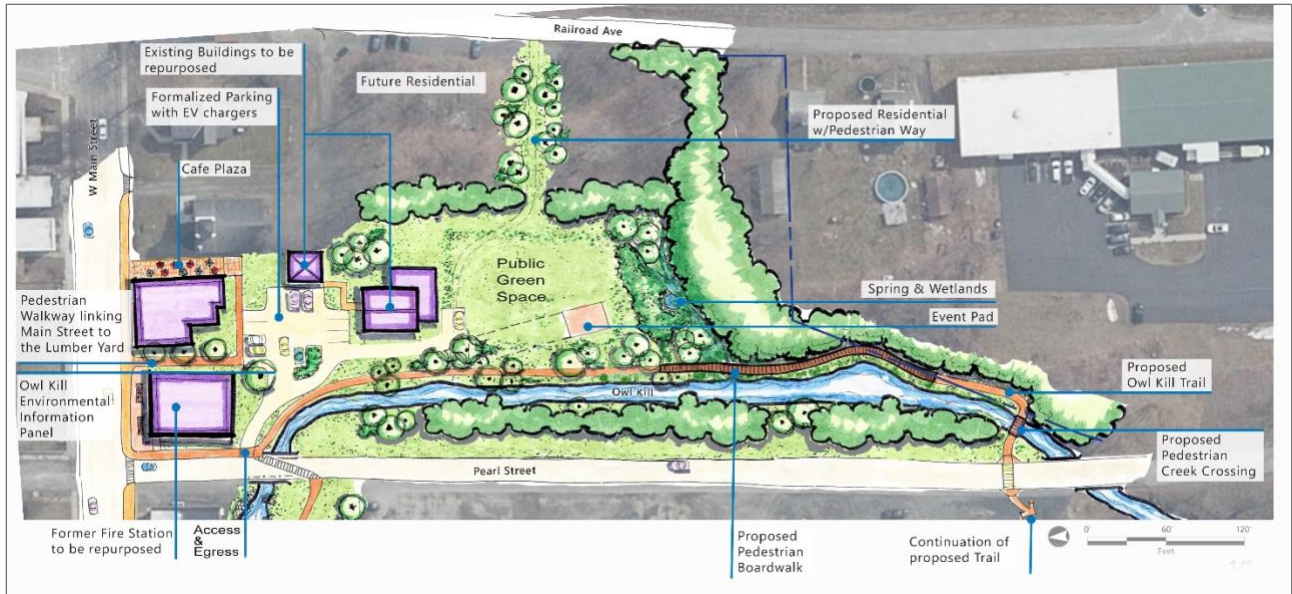 Railroad Ave
Existing Buildings to be
repurposed
Future Residential
Formalized Parking
with EV chargers
Proposed Residential
w/Pedestrian Way
W Main Street
Cafe Plaza
Public
Green
Space
Spring & Wetlands
Event Pad
Pedestrian
Walkway linking
Main Street to
the Lumber Yard
Owl Kill
Environmental
Information
Panel
Owl Kill
Proposed
Owl Kill Trail
Proposed
Pedestrian
Creek Crossing
Pearl Street
Former Fire Station
to be repurposed
Access
&
Egress
Proposed
Pedestrian
Boardwalk
Continuation of
proposed Trail
0' 60' 120'
Feet
1/1